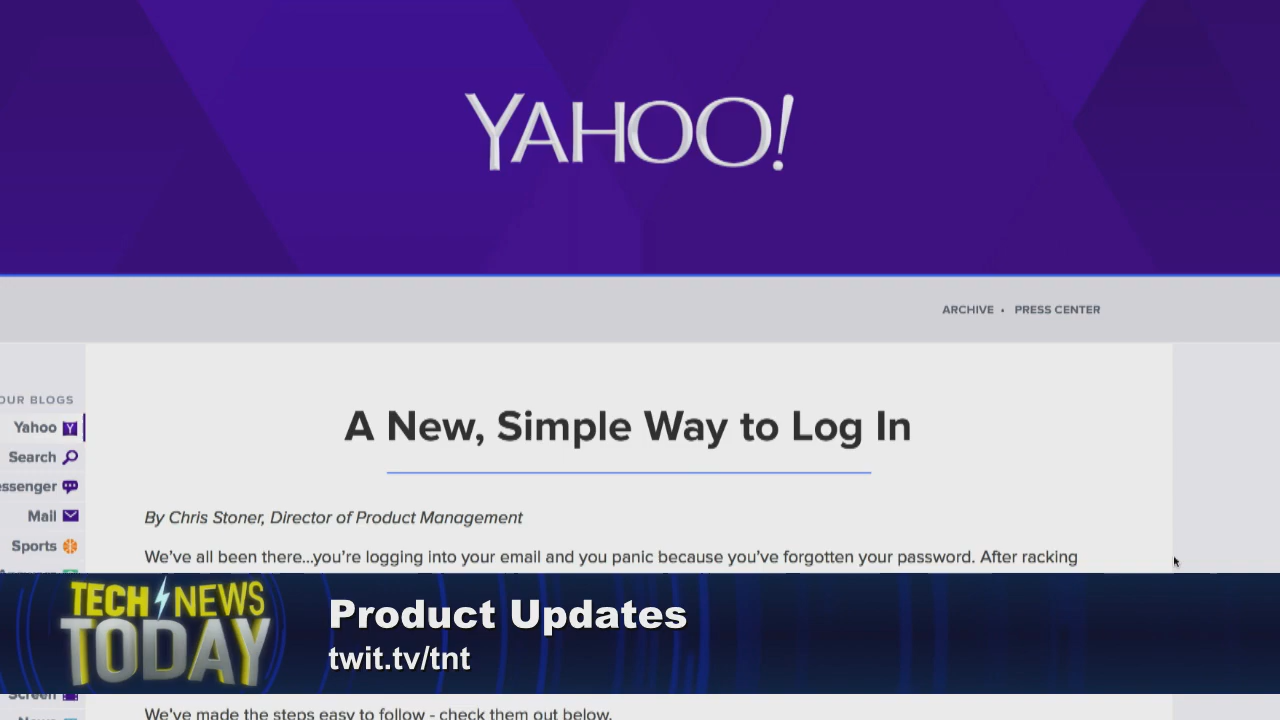 YAHOO!
ARCHIVE • PRESS CENTER
OUR BLOGS
Yahoo
Search
essenger
Mail
Sports
A New, Simple Way to Log In
By Chris Stoner, Director of Product Management
We've all been there...you're logging into your email and you panic because you've forgotten your password. After racking
TECH NEWS
TODAY
Product Updates
twit.tv/tnt
Screen
We've made the steps easy to follow - check them out below.